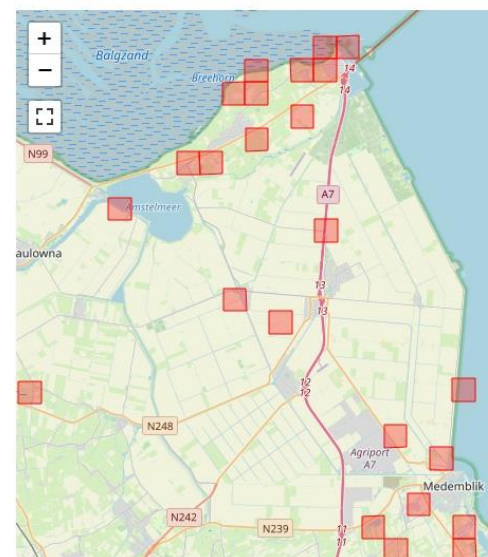 +
Balgzand
−
Breehorn
14
14
N99
A7
Amstelmeer
aulowna
13
13
12
12
N248
Agriport
A7
Medemblik
N242
N239
11
11